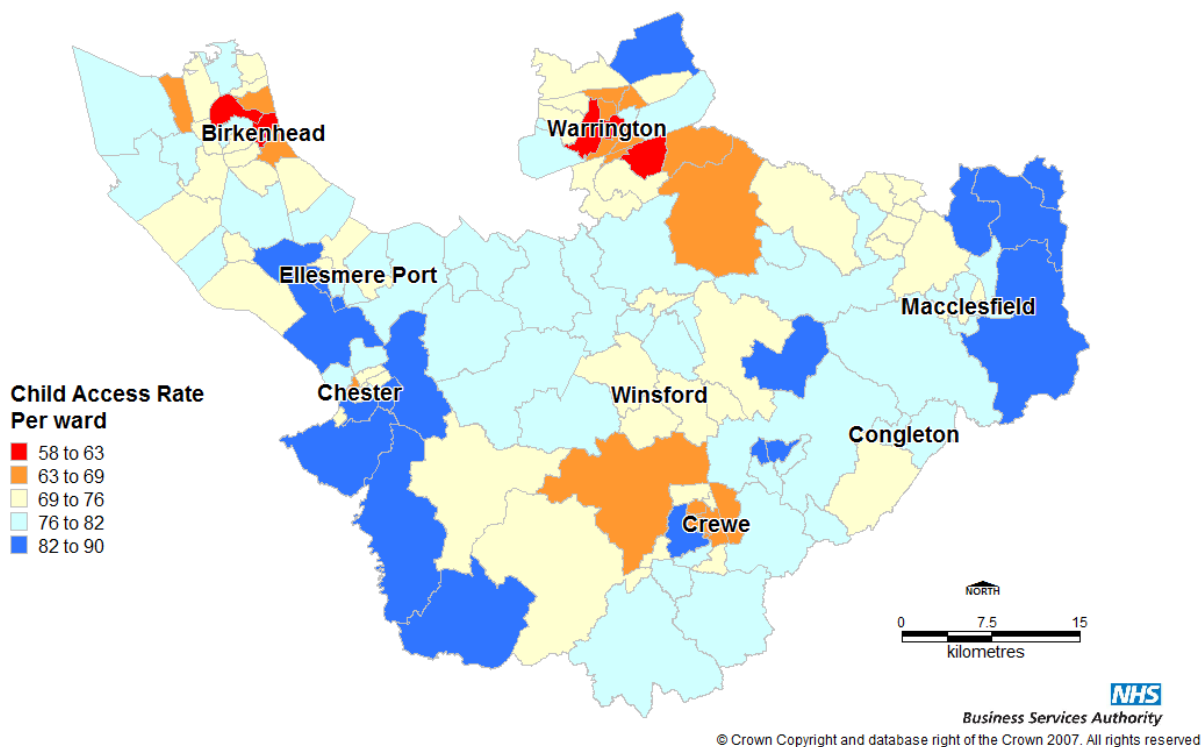 Birkenhead
Warrington
Ellesmere Port
Macclesfield
Chester
Winsford
Congleton
Crewe
Child Access Rate
Per ward
58 to 63
63 to 69
69 to 76
76 to 82
82 to 90
NORTH
0 7.5 15
kilometres
NHS
Business Services Authority
© Crown Copyright and database right of the Crown 2007. All rights reserved